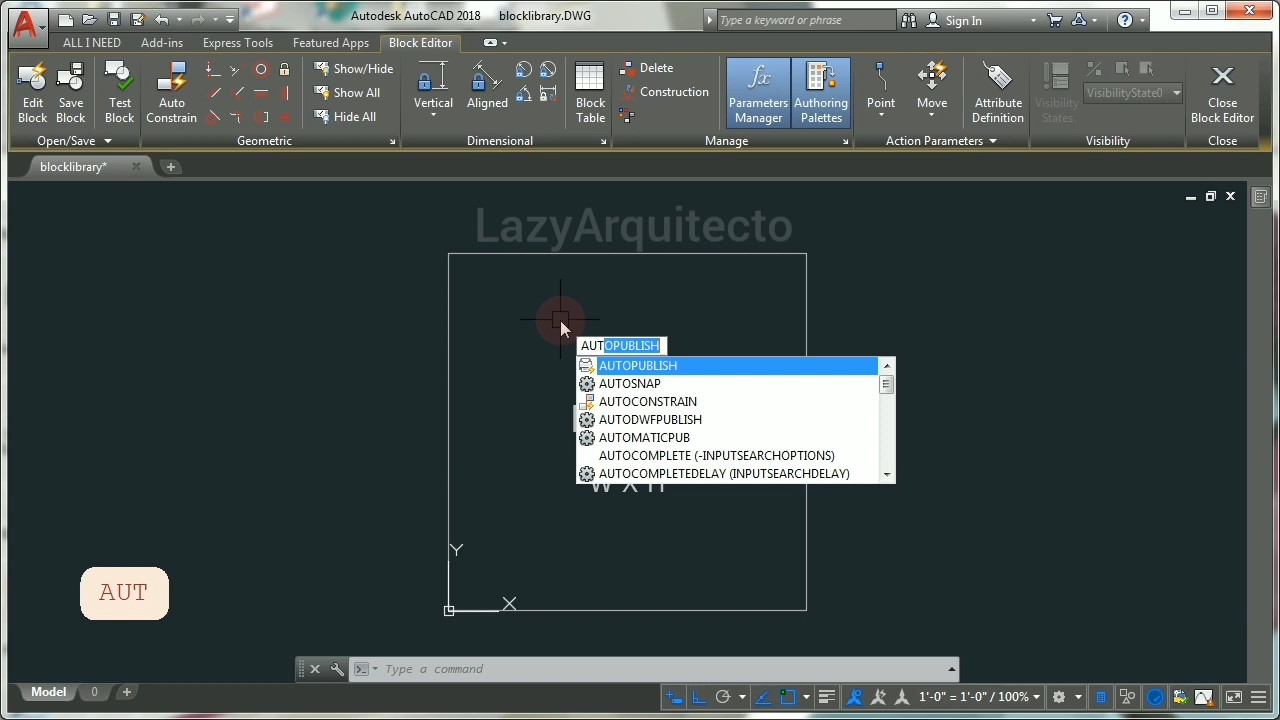 Autodesk AutoCAD 2018 blocklibrary.DWG
Type a keyword or phrase
Sign In
ALL I NEED Add-ins Express Tools Featured Apps Block Editor
Edit Block
Save Block
Test Block
Auto Constrain
Show/Hide
Show All
Hide All
Vertical
Aligned
Block Table
Delete
Construction
Parameters Manager
Authoring Palettes
Point
Move
Attribute Definition
Visibility States
VisibilityState0
Close Block Editor
Open/Save Geometric Dimensional Manage Action Parameters Visibility Close
blocklibrary*
LazyArquitecto
AUTOPUBLISH
AUTOPUBLISH
AUTOSNAP
AUTOCONSTRAIN
AUTODWFPUBLISH
AUTOMATICPUB
AUTOCOMPLETE (-INPUTSEARCHOPTIONS)
AUTOCOMPLETEDELAY (INPUTSEARCHDELAY)
W X H
Y
X
AUT
Type a command
Model 0
1'-0" = 1'-0" / 100%